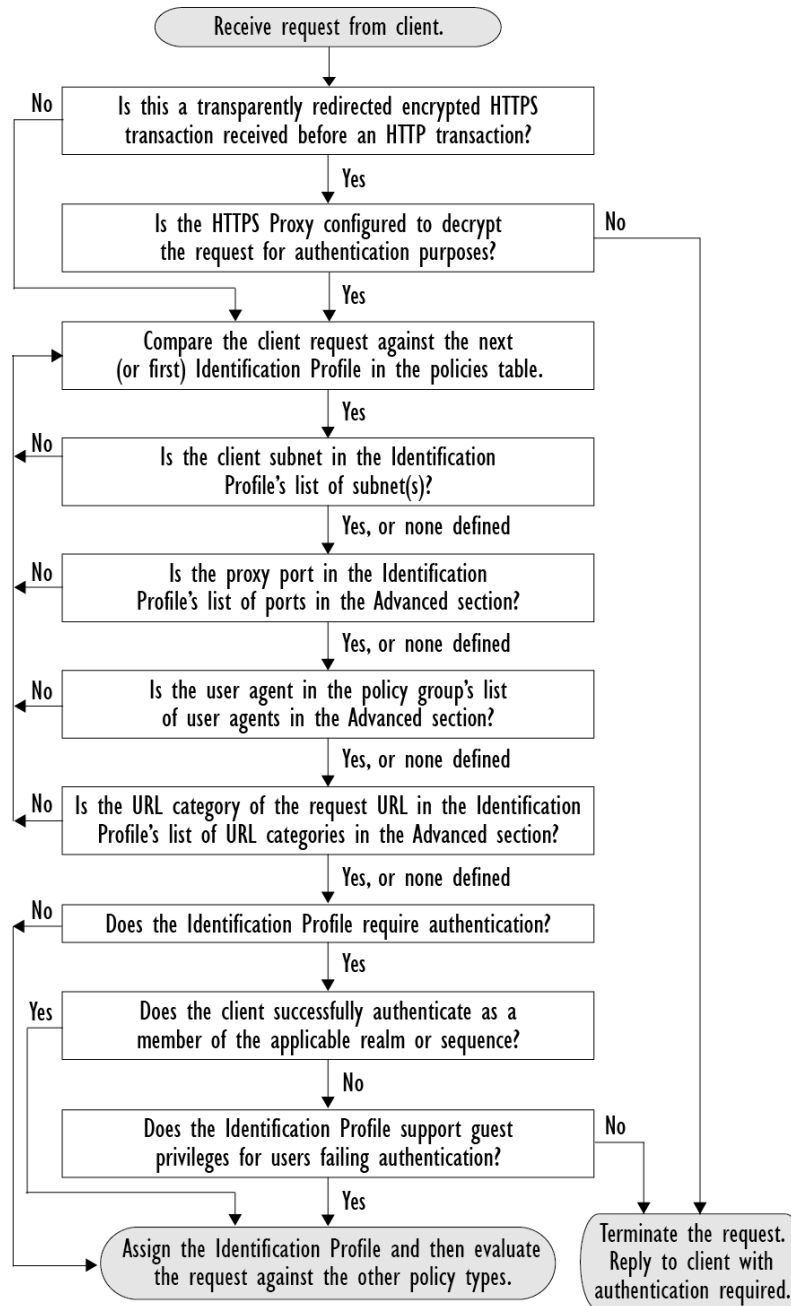 Receive request from client.
No
Is this a transparently redirected encrypted HTTPS
transaction received before an HTTP transaction?
Yes
Is the HTTPS Proxy configured to decrypt
the request for authentication purposes?
No
Yes
Compare the client request against the next
(or first) Identification Profile in the policies table.
Yes
No
Is the client subnet in the Identification
Profile's list of subnet(s)?
Yes, or none defined
No
Is the proxy port in the Identification
Profile's list of ports in the Advanced section?
Yes, or none defined
No
Is the user agent in the policy group's list
of user agents in the Advanced section?
Yes, or none defined
No
Is the URL category of the request URL in the Identification
Profile's list of URL categories in the Advanced section?
Yes, or none defined
No
Does the Identification Profile require authentication?
Yes
Yes
Does the client successfully authenticate as a
member of the applicable realm or sequence?
No
Does the Identification Profile support guest
privileges for users failing authentication?
No
Yes
Assign the Identification Profile and then evaluate
the request against the other policy types.
Terminate the request.
Reply to client with
authentication required.